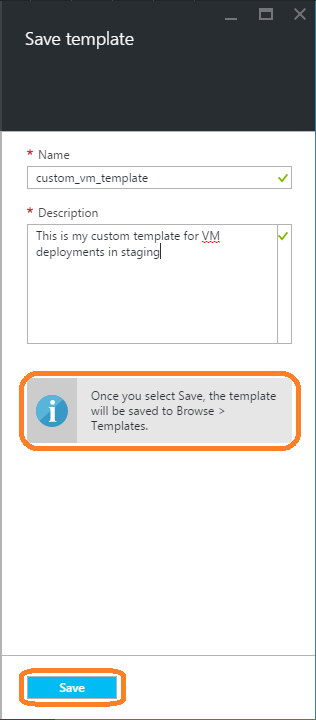 Save template
* Name
custom_vm_template
* Description
This is my custom template for VM
deployments in staging
Once you select Save, the template
will be saved to Browse >
Templates.
Save